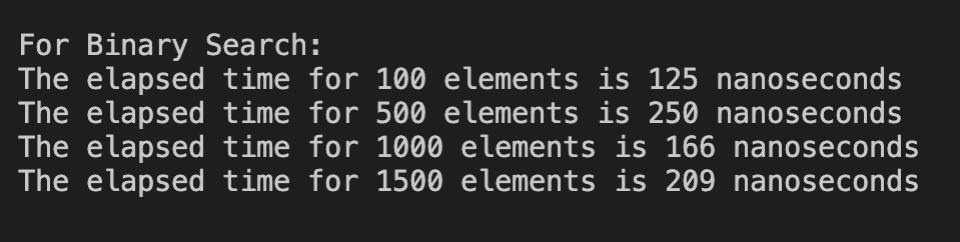 For Binary Search:
The elapsed time for 100 elements is 125 nanoseconds
The elapsed time for 500 elements is 250 nanoseconds
The elapsed time for 1000 elements is 166 nanoseconds
The elapsed time for 1500 elements is 209 nanoseconds